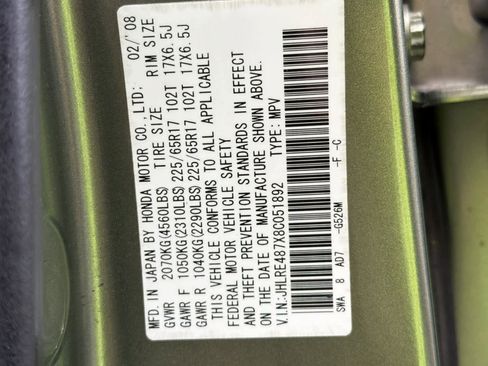 MFD. IN JAPAN BY HONDA MOTOR CO.,LTD: 02/'08
GVWR 2070KG(4560LBS) TIRE SIZE RIM SIZE
GAWR F 1050KG(2310LBS) 225/65R17 102T 17X6.5J
GAWR R 1040KG(2290LBS) 225/65R17 102T 17X6.5J
THIS VEHICLE CONFORMS TO ALL APPLICABLE
FEDERAL MOTOR VEHICLE SAFETY
AND THEFT PREVENTION STANDARDS IN EFFECT
ON THE DATE OF MANUFACTURE SHOWN ABOVE.
V.I.N:JHLRE487X8C051892 TYPE: MPV
SWA 8 AD7 -G526M -F -C